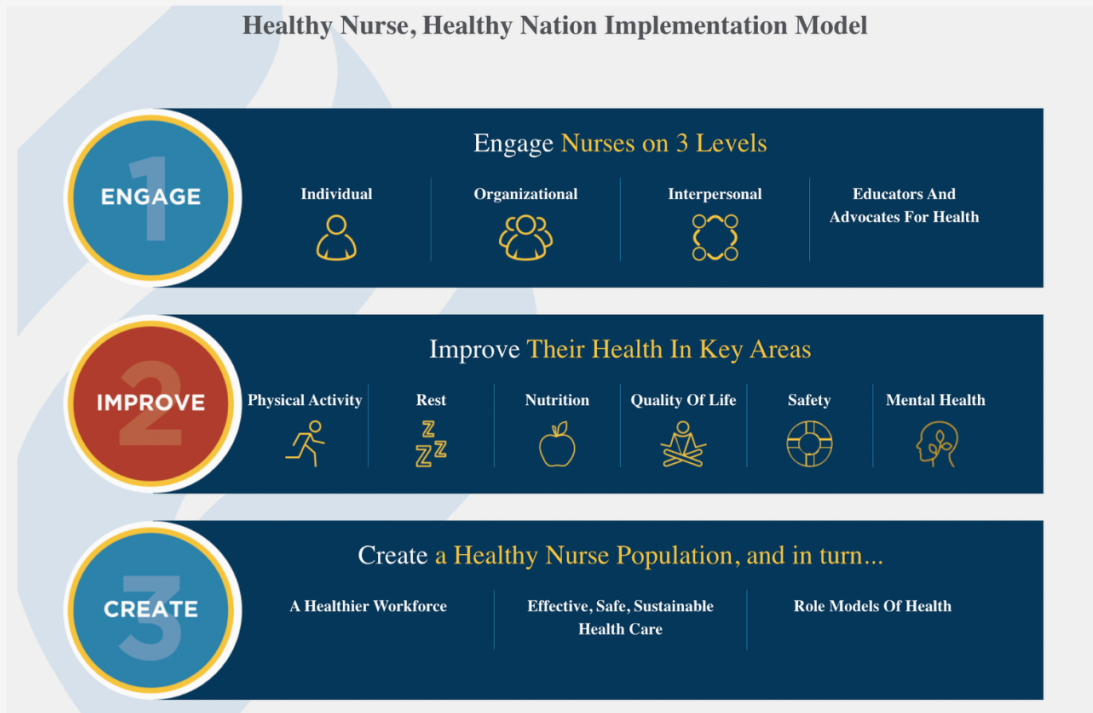 Healthy Nurse, Healthy Nation Implementation Model
1
ENGAGE
Engage Nurses on 3 Levels
Individual
Organizational
Interpersonal
Educators And
Advocates For Health
2
IMPROVE
Improve Their Health In Key Areas
Physical Activity
Rest
Nutrition
Quality Of Life
Safety
Mental Health
z
z
z
3
CREATE
Create a Healthy Nurse Population, and in turn...
A Healthier Workforce
Effective, Safe, Sustainable
Health Care
Role Models Of Health